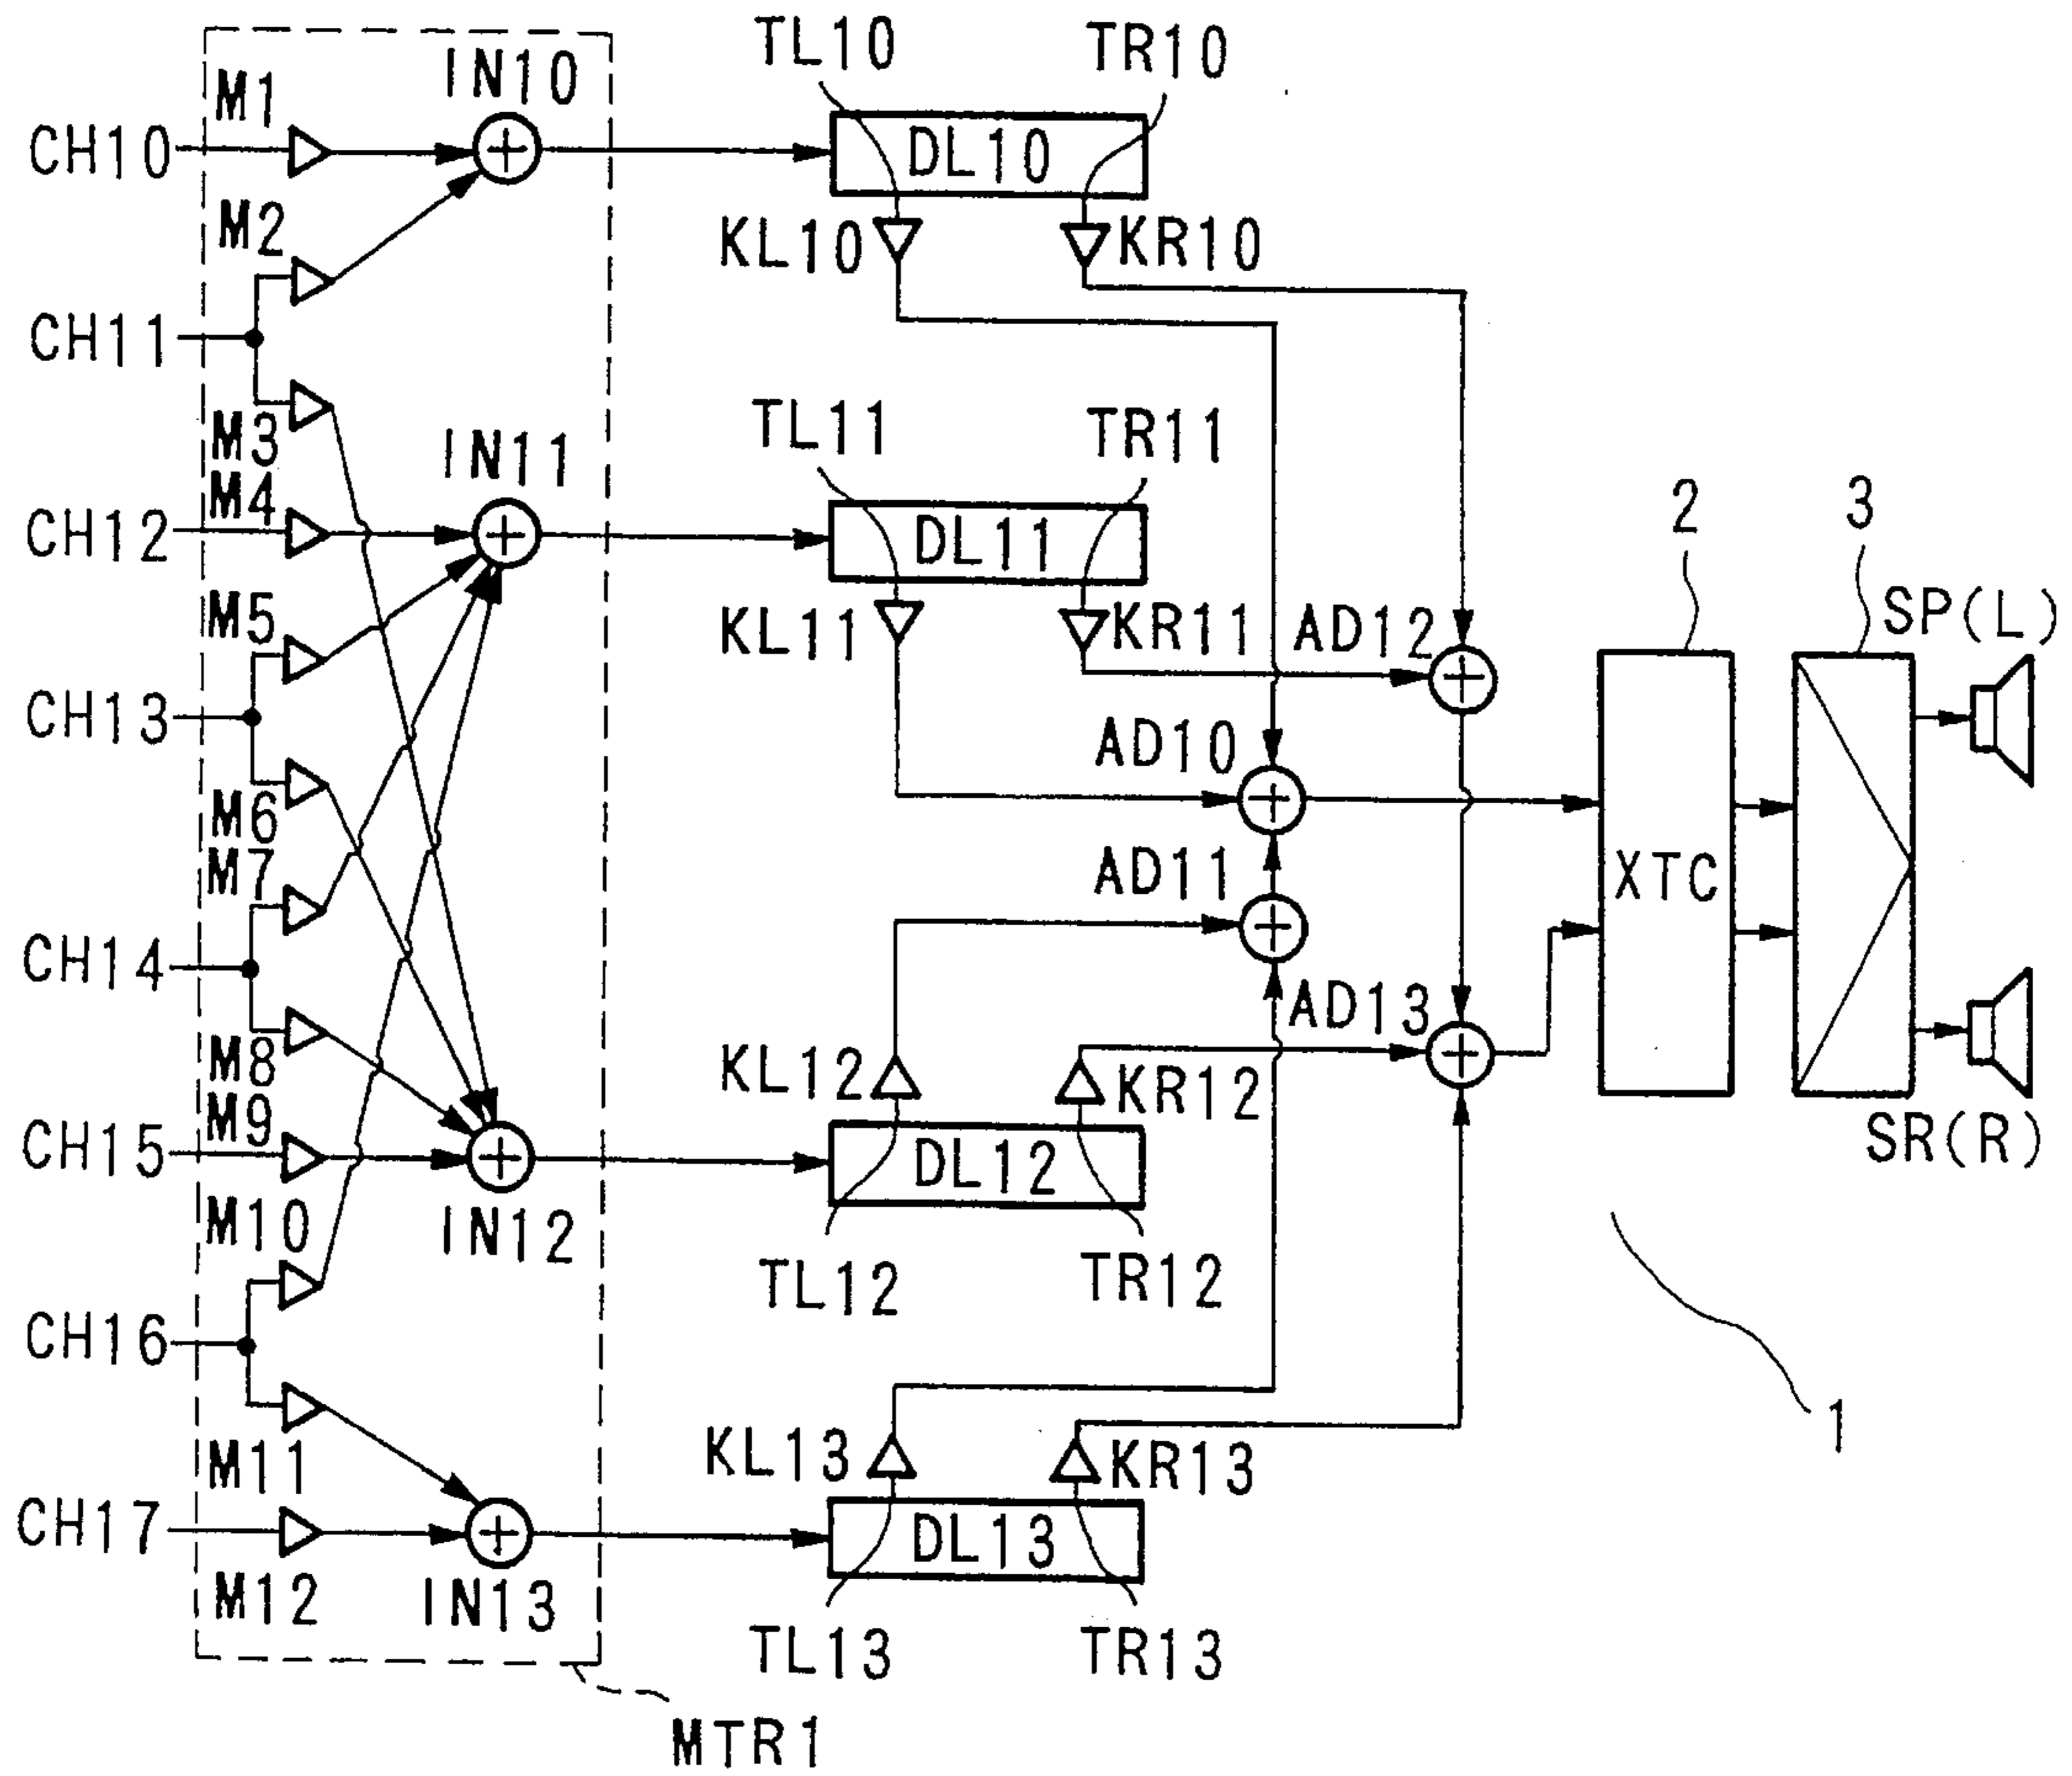 TL10
TR10
IN10
M1
CH10
DL10
M2
KL10
KR10
CH11
M3
IN11
TL11
TR11
M4
CH12
DL11
2
3
M5
KL11
KR11
AD12
SP(L)
CH13
AD10
M6
M7
AD11
XTC
CH14
AD13
M8
KL12
KR12
M9
CH15
DL12
SR(R)
M10
IN12
TL12
TR12
CH16
1
M11
KL13
KR13
CH17
DL13
M12
IN13
TL13
TR13
MTR1